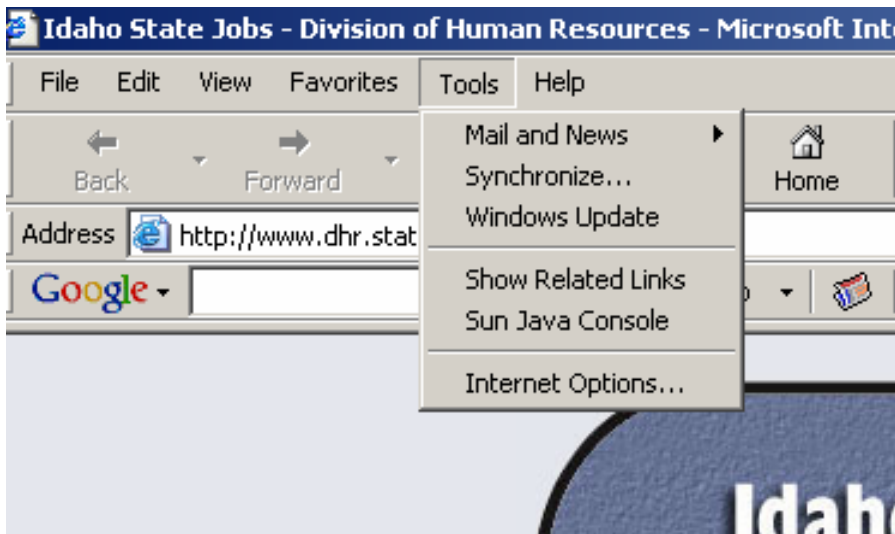 Idaho State Jobs - Division of Human Resources - Microsoft Int
File Edit View Favorites Tools Help
Mail and News
Back Forward Synchronize... Home
Windows Update
Address http://www.dhr.stat
Google Show Related Links
Sun Java Console
Internet Options...
Idaho